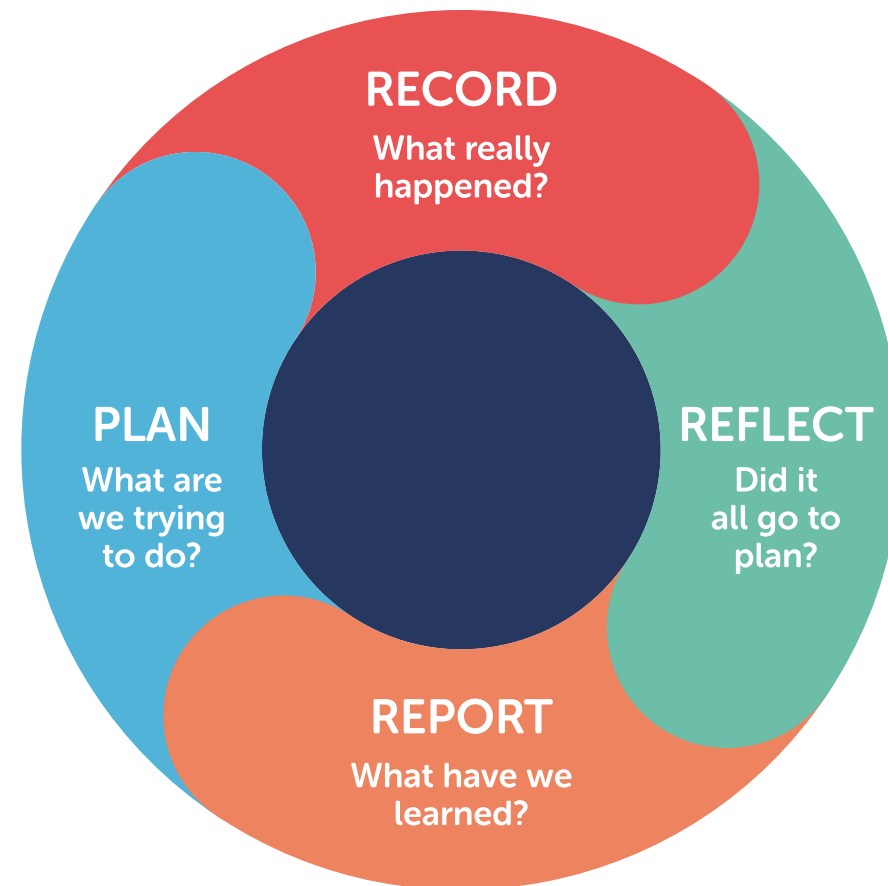 RECORD
What really
happened?
PLAN
What are
we trying
to do?
REFLECT
Did it
all go to
plan?
REPORT
What have we
learned?